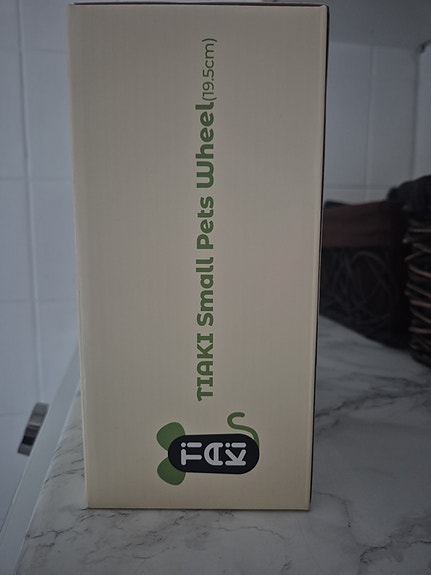 TIAKI Small Pets Wheel(19.5cm)
TiAKi